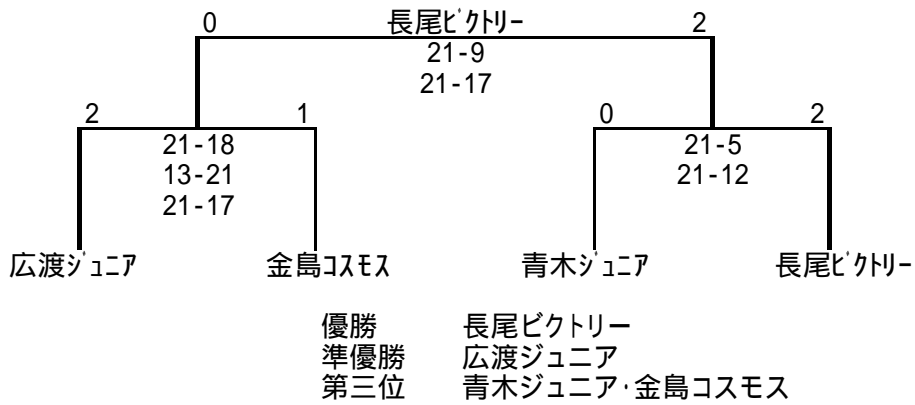 0 長尾ﾋﾞｸﾄﾘｰ 2
21-9
21-17
2 1 0 2
21-18 21-5
13-21 21-12
21-17
広渡ｼﾞｭﾆｱ 金島ｺｽﾓｽ 青木ｼﾞｭﾆｱ 長尾ﾋﾞｸﾄﾘｰ
優勝 長尾ビクトリー
準優勝 広渡ジュニア
第三位 青木ジュニア･金島コスモス